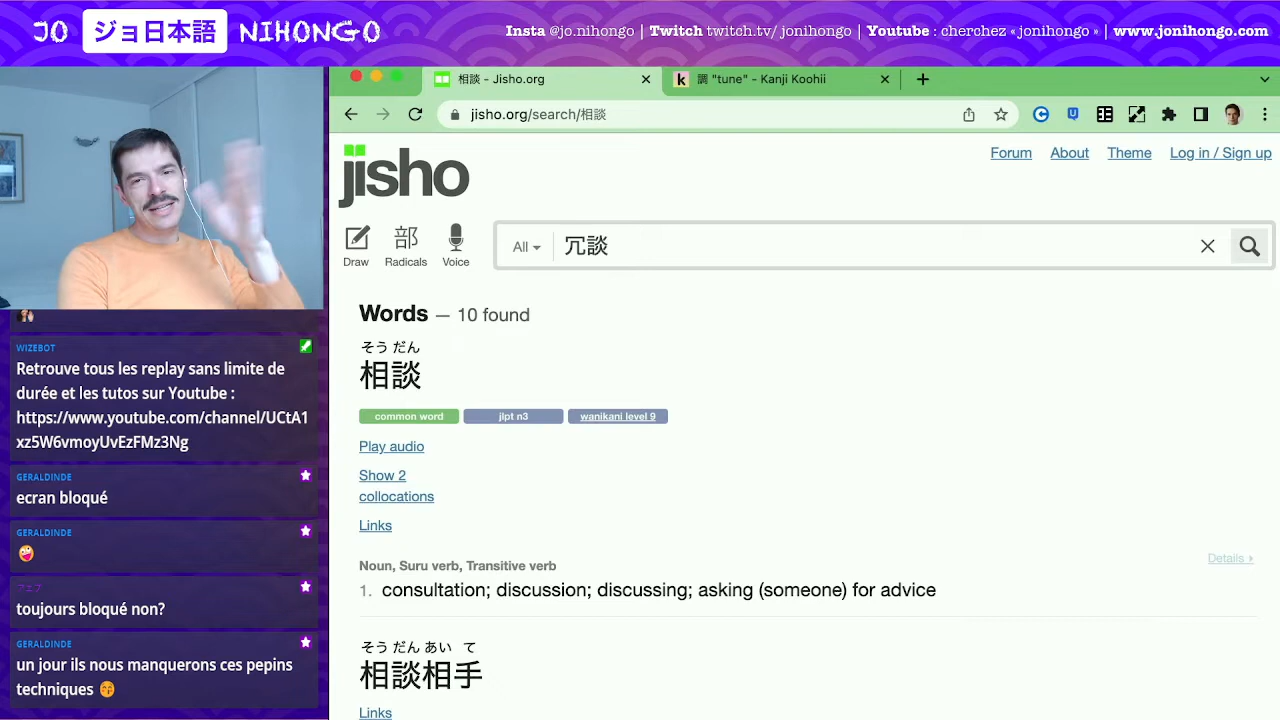 JO ジョ日本語 NIHONGO
Insta @jo.nihongo | Twitch twitch.tv/ jonihongo | Youtube : cherchez « jonihongo » | www.jonihongo.com
相談 - Jisho.org
k 調 "tune" - Kanji Koohii
jisho.org/search/相談
jisho
Forum About Theme Log in / Sign up
Draw
部 Radicals
Voice
All 冗談
Words — 10 found
そう だん
相談
common word jlpt n3 wanikani level 9
Play audio
Show 2
collocations
Links
Noun, Suru verb, Transitive verb
Details
1. consultation; discussion; discussing; asking (someone) for advice
そう だん あい て
相談相手
Links
WIZEBOT
Retrouve tous les replay sans limite de
durée et les tutos sur Youtube :
https://www.youtube.com/channel/UCtA1
xz5W6vmoyUvEzFMz3Ng
GERALDINDE
ecran bloqué
GERALDINDE
toujours bloqué non?
GERALDINDE
un jour ils nous manquerons ces pepins
techniques